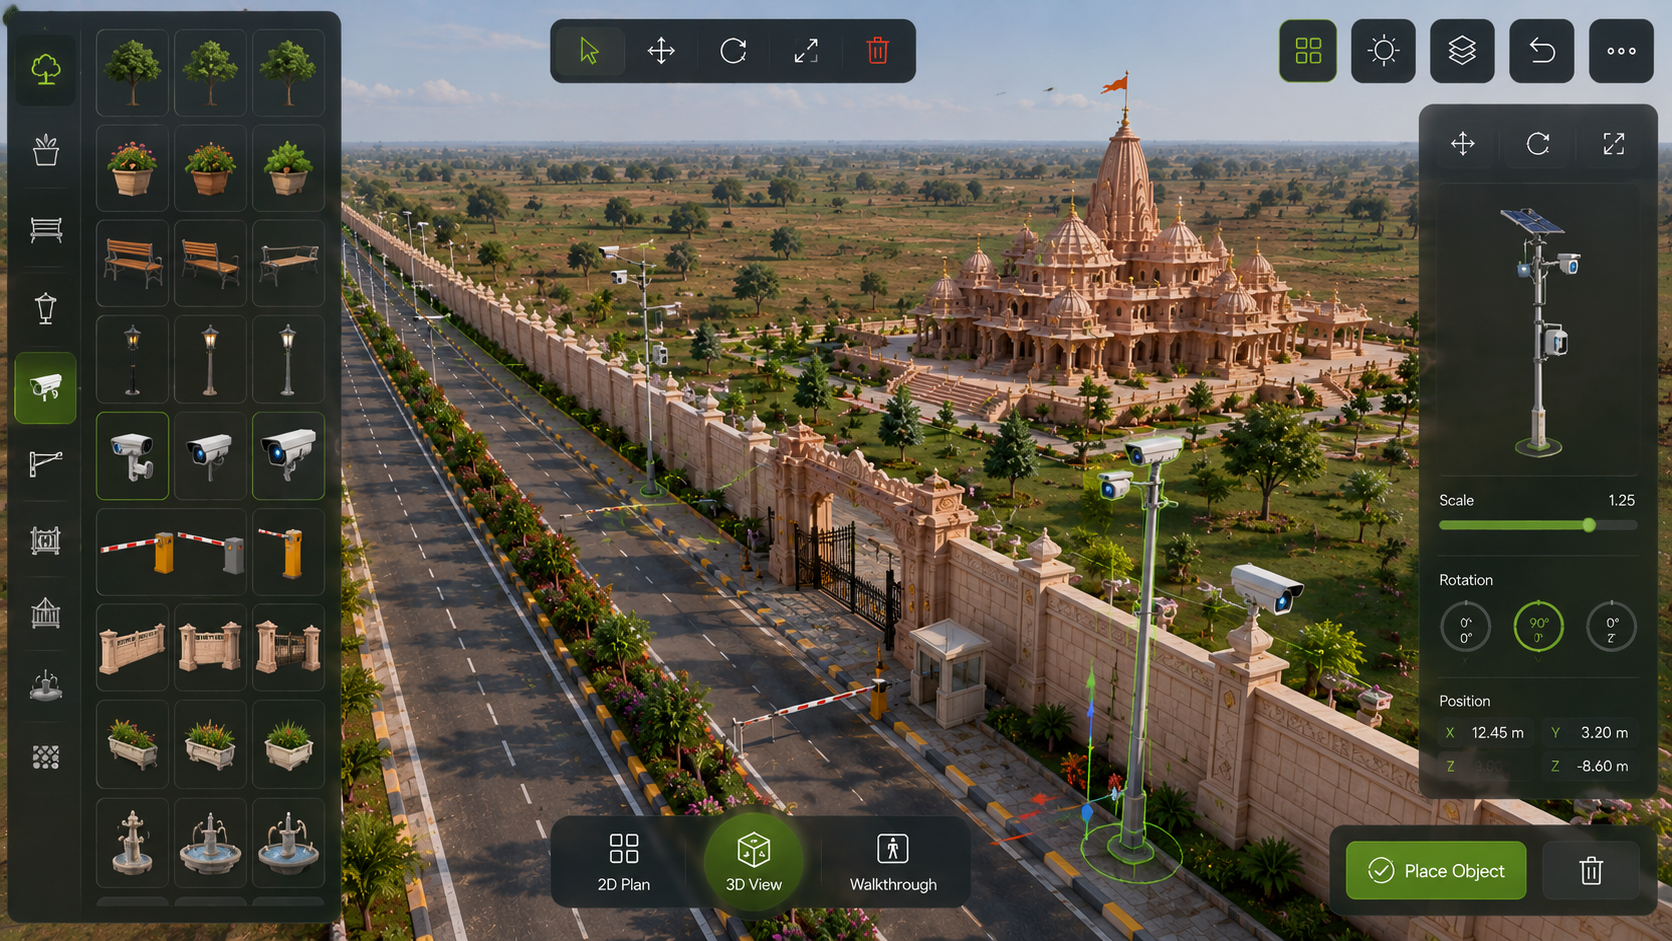 Scale 1.25
Rotation
0° 90° 0°
0°
Position
X 12.45 m Y 3.20 m
Z Z -8.60 m
2D Plan 3D View Walkthrough
Place Object